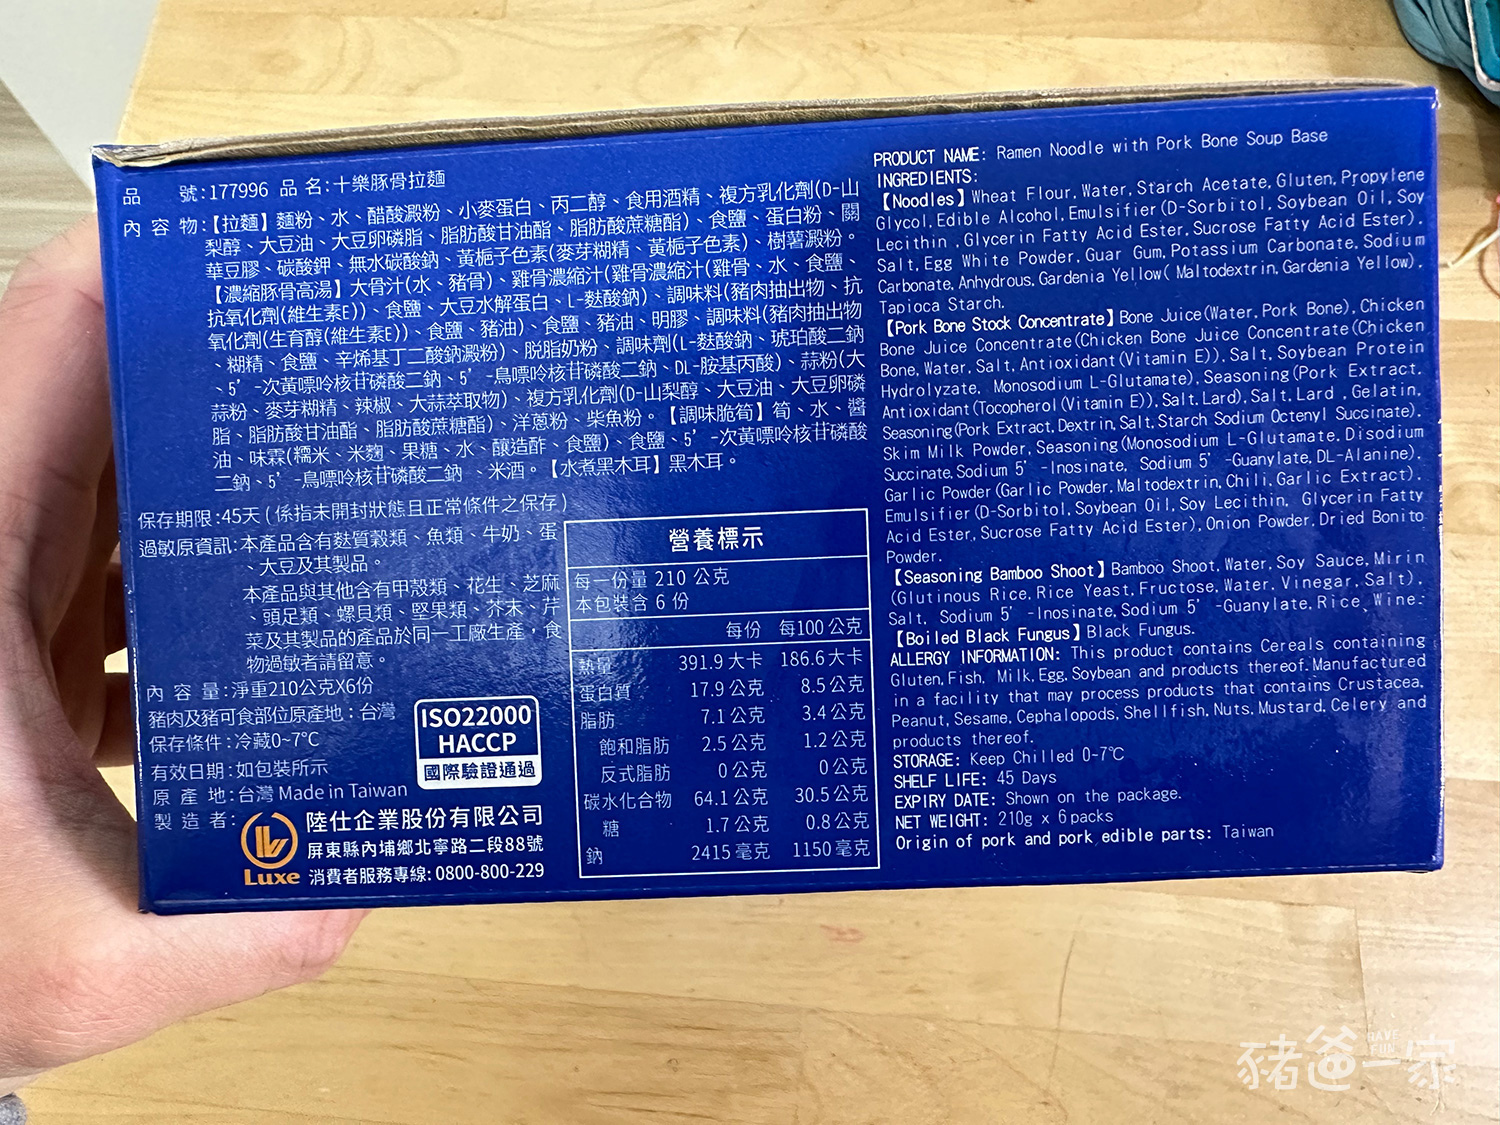 品 號:177996 品名:十樂豚骨拉麵
內容物:【拉麵】麵粉、水、醋酸澱粉、小麥蛋白、丙二醇、食用酒精、複方乳化劑(D-山
梨醇、大豆油、大豆卵磷脂、脂肪酸甘油酯、脂肪酸蔗糖酯)、食鹽、蛋白粉、關
華豆膠、碳酸鉀、無水碳酸鈉、黃梔子色素(麥芽糊精、黃梔子色素)、樹薯澱粉。
【濃縮豚骨高湯】大骨汁(水、豬骨)、雞骨濃縮汁(雞骨濃縮汁(雞骨、水、食鹽、
抗氧化劑(維生素E))、食鹽、大豆水解蛋白、L-麩酸鈉)、調味料(豬肉抽出物、抗
氧化劑(生育醇(維生素E))、食鹽、豬油)、食鹽、豬油、明膠、調味料(豬肉抽出物
、糊精、食鹽、辛烯基丁二酸鈉澱粉)、脱脂奶粉、調味劑(L-麩酸鈉、琥珀酸二鈉
、5’-次黃嘌呤核苷磷酸二鈉、5’-鳥嘌呤核苷磷酸二鈉、DL-胺基丙酸)、蒜粉(大
蒜粉、麥芽糊精、辣椒、大蒜萃取物)、複方乳化劑(D-山梨醇、大豆油、大豆卵磷
脂、脂肪酸甘油酯、脂肪酸蔗糖酯)、洋蔥粉、柴魚粉。【調味脆筍】筍、水、醬
油、味霖(糯米、米麴、果糖、水、釀造酢、食鹽)、食鹽、5’-次黃嘌呤核苷磷酸
二鈉、5’-鳥嘌呤核苷磷酸二鈉、米酒。【水煮黑木耳】黑木耳。
保存期限:45天(係指未開封狀態且正常條件之保存)
過敏原資訊:本產品含有麩質穀類、魚類、牛奶、蛋
、大豆及其製品。
本產品與其他含有甲殼類、花生、芝麻
、頭足類、螺貝類、堅果類、芥末、芹
菜及其製品的產品於同一工廠生產，食
物過敏者請留意。
內容量:淨重210公克X6份
豬肉及豬可食部位原產地:台灣
保存條件:冷藏0~7℃
有效日期:如包裝所示
原產地:台灣 Made in Taiwan
製造者:
Luxe
陸仕企業股份有限公司
屏東縣內埔鄉北寧路二段88號
消費者服務專線:0800-800-229
ISO22000
HACCP
國際驗證通過
營養標示
每一份量 210 公克
本包裝含 6 份
每份 每100公克
熱量 391.9大卡 186.6大卡
蛋白質 17.9公克 8.5公克
脂肪 7.1公克 3.4公克
飽和脂肪 2.5公克 1.2公克
反式脂肪 0公克 0公克
碳水化合物 64.1公克 30.5公克
糖 1.7公克 0.8公克
鈉 2415毫克 1150毫克
PRODUCT NAME: Ramen Noodle with Pork Bone Soup Base
INGREDIENTS:
【Noodles】Wheat Flour, Water, Starch Acetate, Gluten, Propylene
Glycol, Edible Alcohol, Emulsifier(D-Sorbitol, Soybean Oil, Soy
Lecithin ,Glycerin Fatty Acid Ester, Sucrose Fatty Acid Ester),
Salt, Egg White Powder, Guar Gum, Potassium Carbonate, Sodium
Carbonate, Anhydrous, Gardenia Yellow( Maltodextrin, Gardenia Yellow),
Tapioca Starch.
【Pork Bone Stock Concentrate】Bone Juice(Water, Pork Bone), Chicken
Bone Juice Concentrate(Chicken Bone Juice Concentrate(Chicken
Bone, Water, Salt, Antioxidant(Vitamin E)), Salt, Soybean Protein
Hydrolyzate, Monosodium L-Glutamate), Seasoning(Pork Extract,
Antioxidant(Tocopherol(Vitamin E)), Salt, Lard), Salt, Lard ,Gelatin,
Seasoning(Pork Extract, Dextrin, Salt, Starch Sodium Octenyl Succinate),
Skim Milk Powder, Seasoning(Monosodium L-Glutamate, Disodium
Succinate, Sodium 5’-Inosinate, Sodium 5’-Guanylate, DL-Alanine),
Garlic Powder(Garlic Powder, Maltodextrin, Chili, Garlic Extract),
Emulsifier(D-Sorbitol, Soybean Oil, Soy Lecithin, Glycerin Fatty
Acid Ester, Sucrose Fatty Acid Ester), Onion Powder, Dried Bonito
Powder.
【Seasoning Bamboo Shoot】Bamboo Shoot, Water, Soy Sauce, Mirin
(Glutinous Rice, Rice Yeast, Fructose, Water, Vinegar, Salt),
Salt, Sodium 5’-Inosinate, Sodium 5’-Guanylate, Rice Wine.
【Boiled Black Fungus】Black Fungus.
ALLERGY INFORMATION: This product contains Cereals containing
Gluten, Fish, Milk, Egg, Soybean and products thereof. Manufactured
in a facility that may process products that contains Crustacea,
Peanut, Sesame, Cephalopods, Shellfish, Nuts, Mustard, Celery and
products thereof.
STORAGE: Keep Chilled 0-7℃
SHELF LIFE: 45 Days
EXPIRY DATE: Shown on the package.
NET WEIGHT: 210g x 6 packs
Origin of pork and pork edible parts: Taiwan
豬爸一家
HAVE FUN